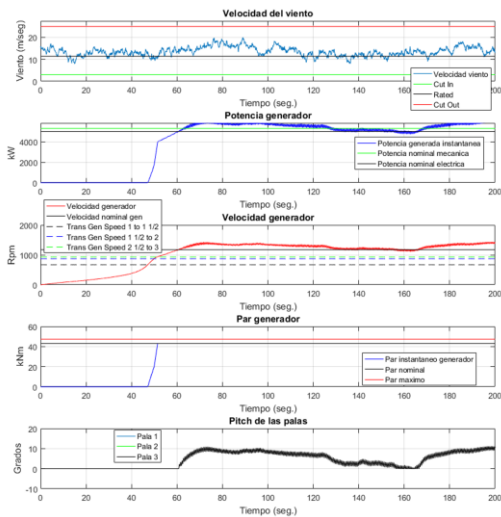 Velocidad del viento
Viento (m/seg)
20
10
0
0 20 40 60 80 100 120 140 160 180 200
Tiempo (seg.)
Velocidad viento
Cut In
Rated
Cut Out
Potencia generador
kW
4000
2000
0
0 20 40 60 80 100 120 140 160 180 200
Tiempo (seg.)
Potencia generada instantanea
Potencia nominal mecanica
Potencia nominal electrica
Velocidad generador
Velocidad nominal gen
Trans Gen Speed 1 to 1 1/2
Trans Gen Speed 1 1/2 to 2
Trans Gen Speed 2 1/2 to 3
Velocidad generador
Rpm
2000
1000
0
0 20 40 60 80 100 120 140 160 180 200
Tiempo (seg.)
Par generador
kNm
60
40
20
0
0 20 40 60 80 100 120 140 160 180 200
Tiempo (seg.)
Par instantaneo generador
Par nominal
Par maximo
Pitch de las palas
Grados
20
10
0
-10
0 20 40 60 80 100 120 140 160 180 200
Tiempo (seg.)
Pala 1
Pala 2
Pala 3